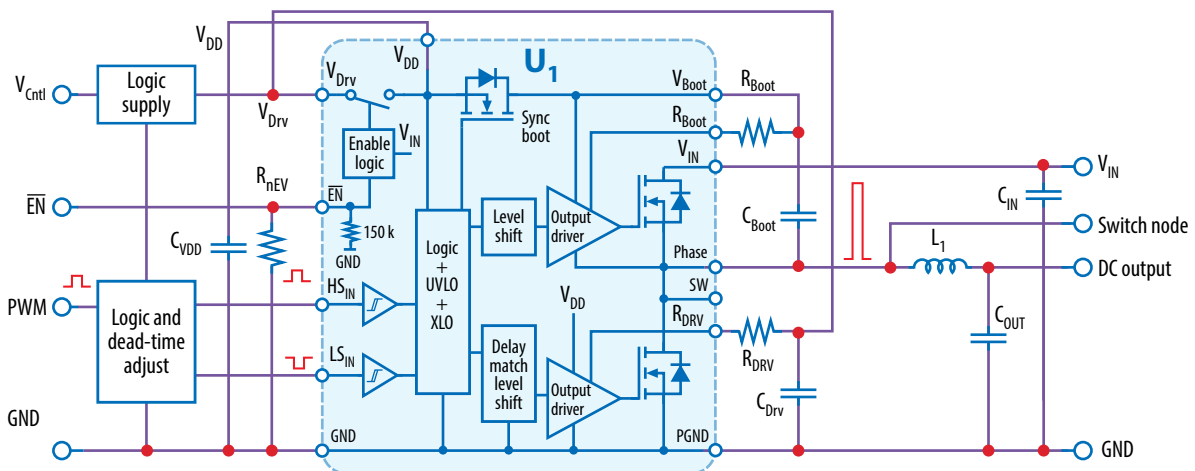 V_DD
U_1
V_Cntl
Logic
supply
V_Drv
V_Drv
V_DD
V_Boot
R_Boot
Sync
boot
R_Boot
V_IN
Enable
logic
V_IN
V_IN
R_nEV
C_IN
EN
EN
C_VDD
150 k
GND
Level
shift
Output
driver
C_Boot
Switch node
L_1
Phase
DC output
PWM
Logic and
dead-time
adjust
HS_IN
Logic
+
UVLO
+
XLO
V_DD
SW
R_DRV
C_OUT
LS_IN
Delay
match
level
shift
Output
driver
R_DRV
C_Drv
GND
GND
PGND
GND